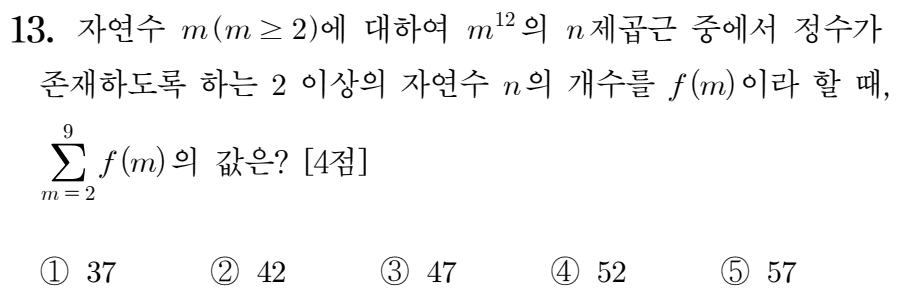 13. 자연수 m(m ≥ 2)에 대하여 m^{12}의 n제곱근 중에서 정수가
존재하도록 하는 2 이상의 자연수 n의 개수를 f(m)이라 할 때,
\sum_{m=2}^{9} f(m)의 값은? [4점]
① 37 ② 42 ③ 47 ④ 52 ⑤ 57